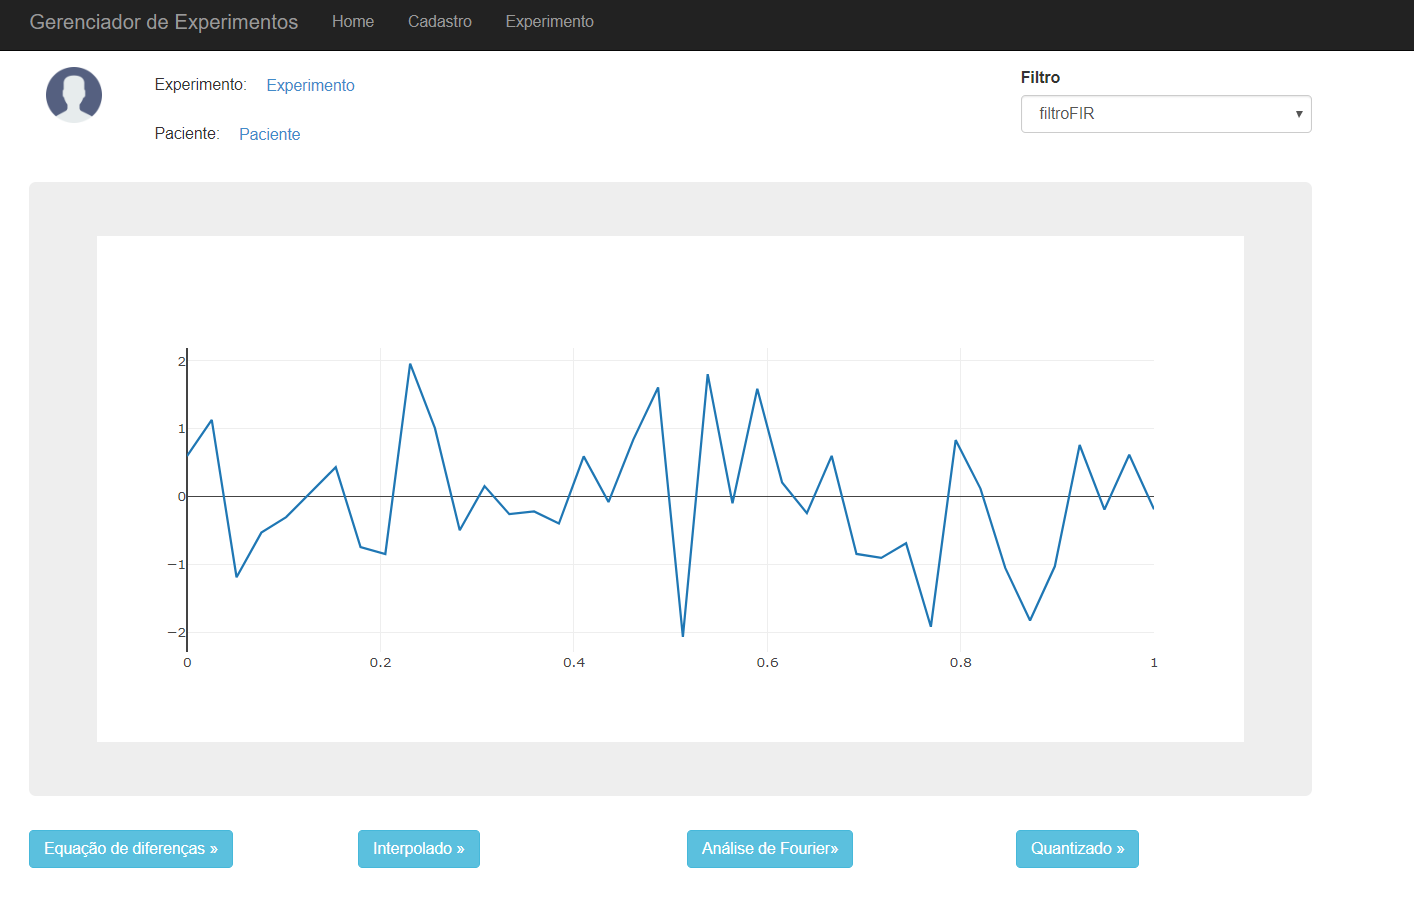 Gerenciador de Experimentos Home Cadastro Experimento
Experimento: Experimento
Paciente: Paciente
Filtro
filtroFIR
2
1
0
−1
−2
0 0.2 0.4 0.6 0.8 1
Equação de diferenças » Interpolado » Análise de Fourier» Quantizado »